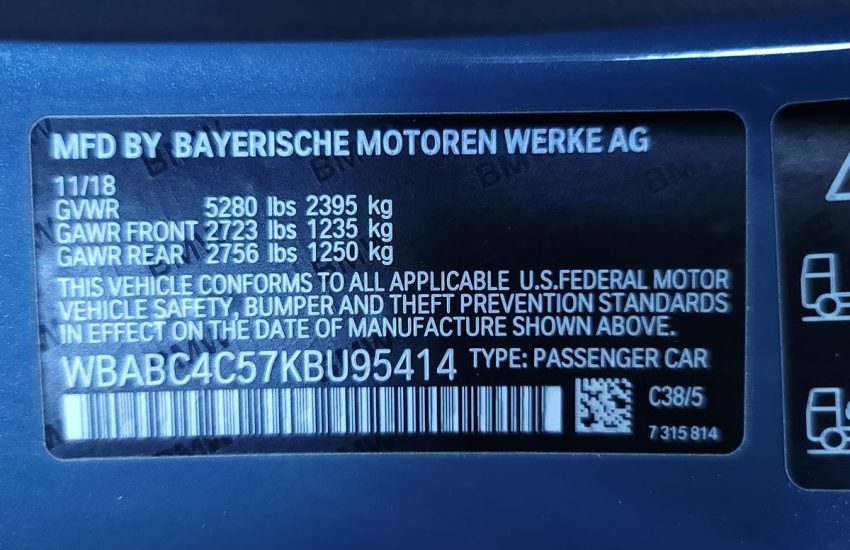 MFD BY BAYERISCHE MOTOREN WERKE AG
11/18
GVWR 5280 lbs 2395 kg
GAWR FRONT 2723 lbs 1235 kg
GAWR REAR 2756 lbs 1250 kg
THIS VEHICLE CONFORMS TO ALL APPLICABLE U.S.FEDERAL MOTOR
VEHICLE SAFETY, BUMPER AND THEFT PREVENTION STANDARDS
IN EFFECT ON THE DATE OF MANUFACTURE SHOWN ABOVE.
WBABC4C57KBU95414 TYPE: PASSENGER CAR
C38/5
7 315 814